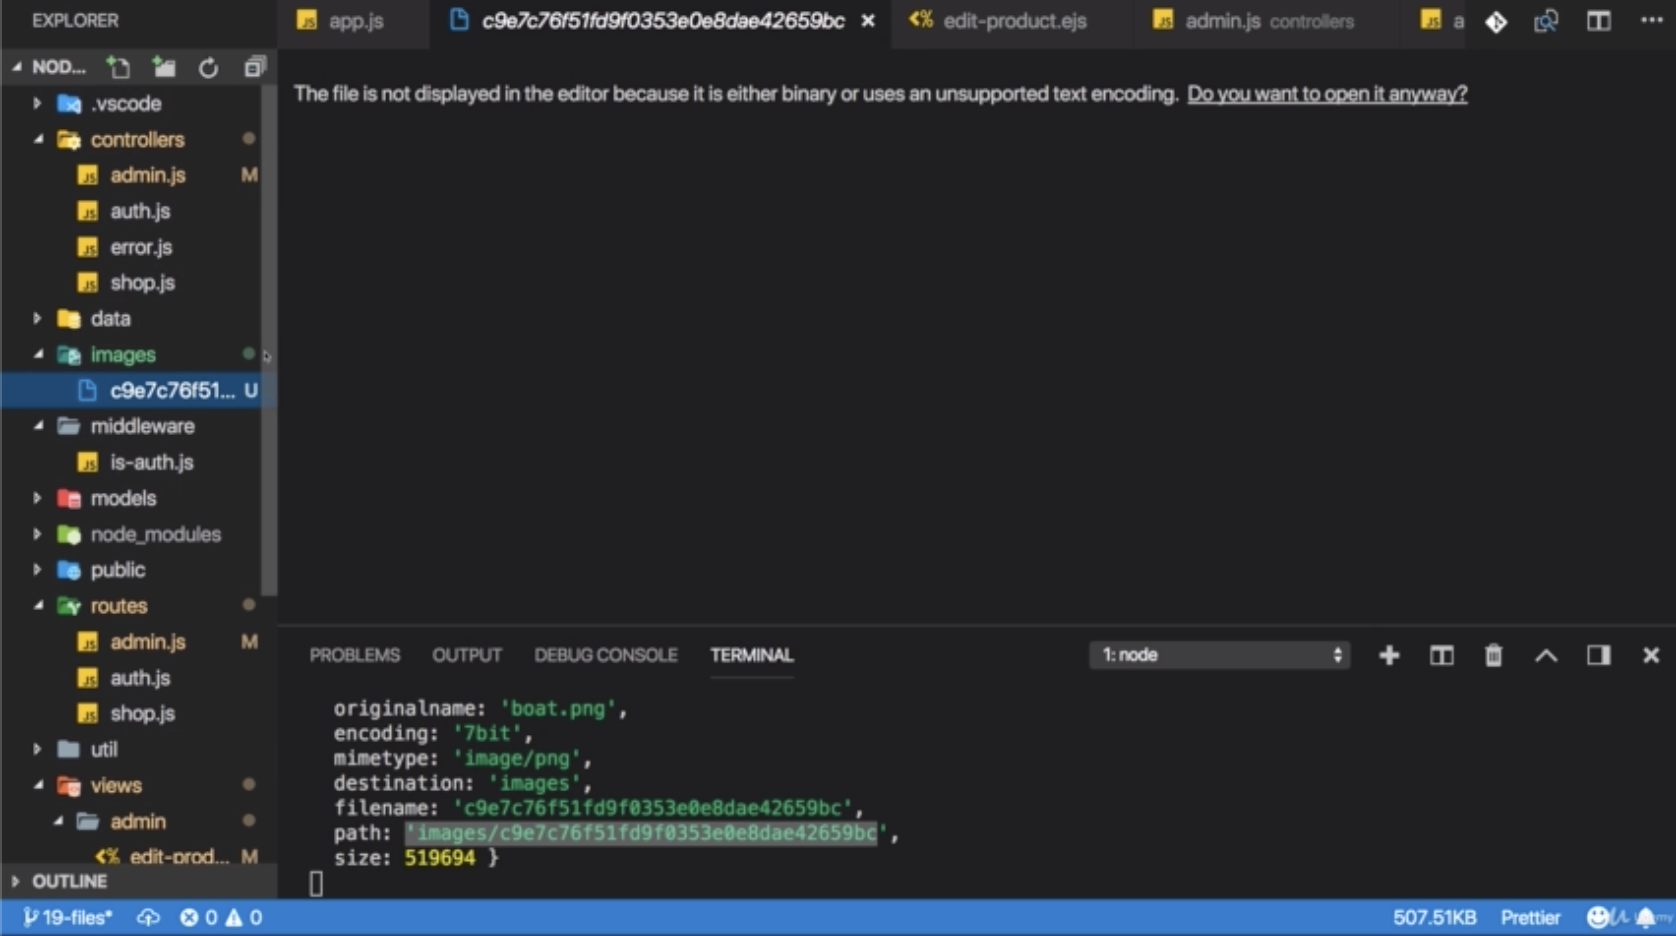 EXPLORER
app.js
c9e7c76f51fd9f0353e0e8dae42659bc
edit-product.ejs
admin.js controllers
a
NOD...
.vscode
controllers
admin.js M
auth.js
error.js
shop.js
data
images
c9e7c76f51... U
middleware
is-auth.js
models
node_modules
public
routes
admin.js M
auth.js
shop.js
util
views
admin
edit-prod... M
OUTLINE
The file is not displayed in the editor because it is either binary or uses an unsupported text encoding. Do you want to open it anyway?
PROBLEMS OUTPUT DEBUG CONSOLE TERMINAL 1: node
originalname: 'boat.png',
encoding: '7bit',
mimetype: 'image/png',
destination: 'images',
filename: 'c9e7c76f51fd9f0353e0e8dae42659bc',
path: 'images/c9e7c76f51fd9f0353e0e8dae42659bc',
size: 519694 }
19-files* 0 0 507.51KB Prettier